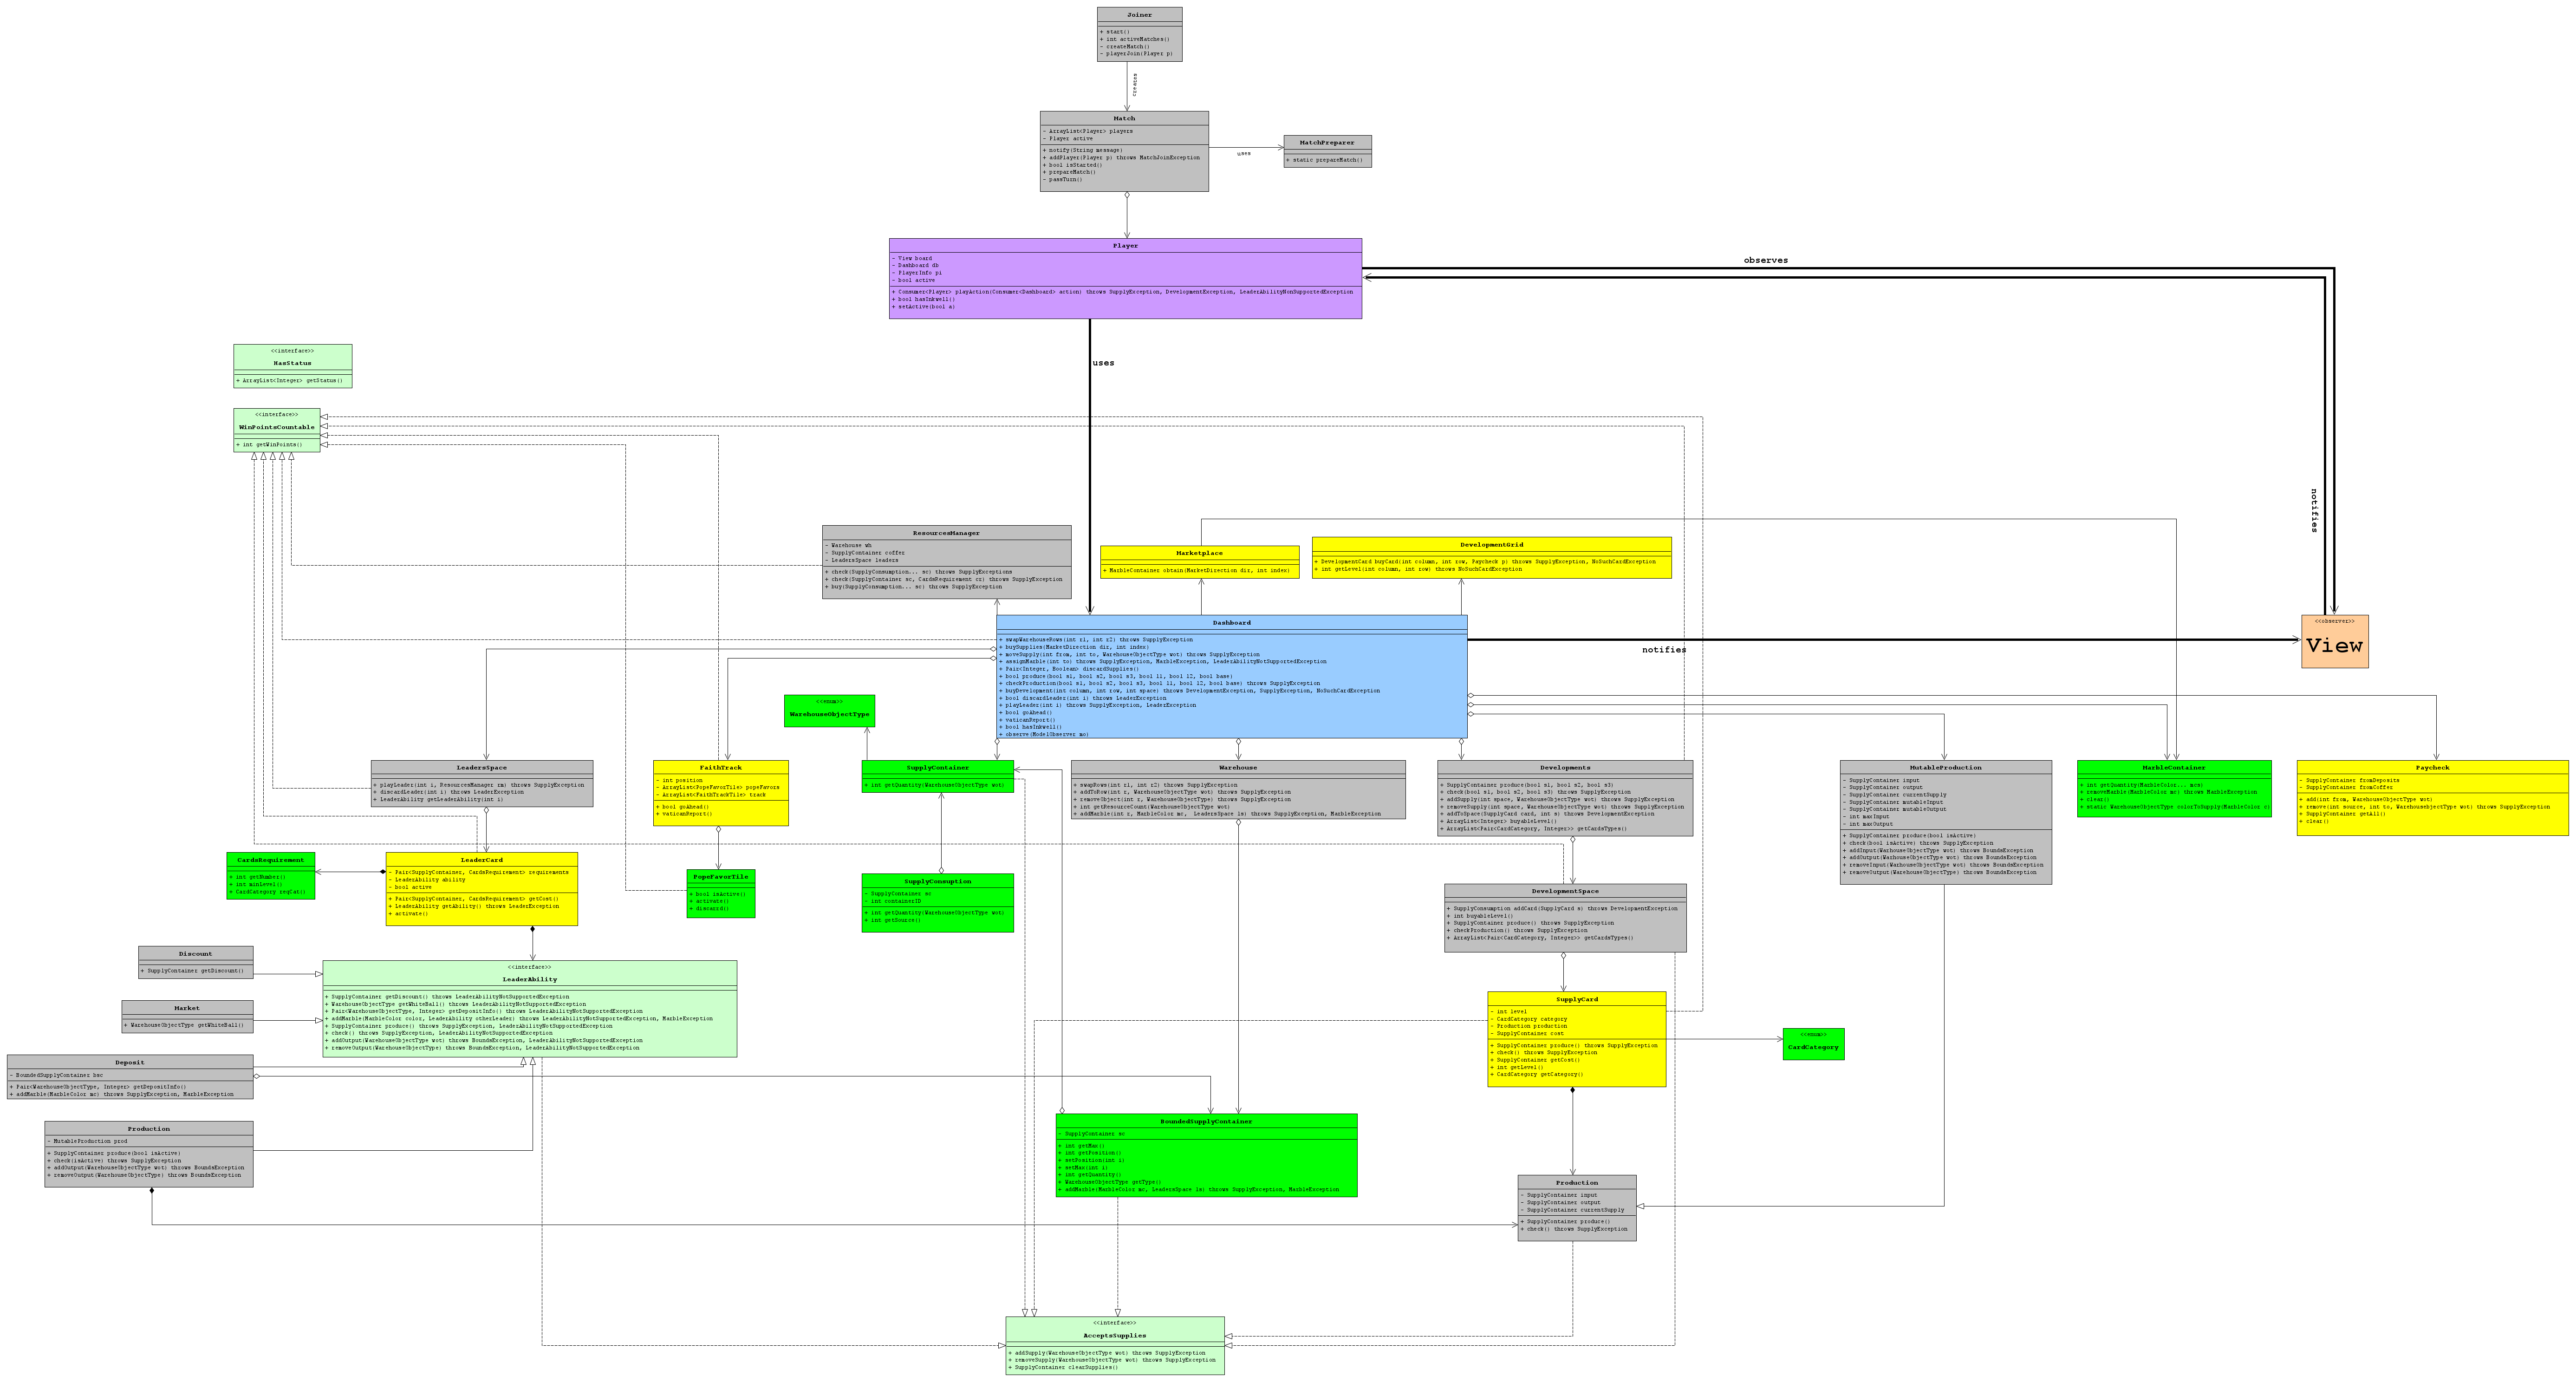 Joiner
+ start()
+ int activeMatches()
- createMatch()
- playerJoin(Player p)
creates
Match
- ArrayList<Player> players
- Player active
+ notify(String message)
+ addPlayer(Player p) throws MatchJoinException
+ bool isStarted()
+ prepareMatch()
- passTurn()
uses
MatchPreparer
+ static prepareMatch()
Player
- View board
- Dashboard db
- PlayerInfo pi
- bool active
+ Consumer<Player> playAction(Consumer<Dashboard> action) throws SupplyException, DevelopmentException, LeaderAbilityNonSupportedException
+ bool hasInkwell()
+ setActive(bool a)
observes
notifies
uses
<<interface>>
HasStatus
+ ArrayList<Integer> getStatus()
<<interface>>
WinPointsCountable
+ int getWinPoints()
ResourcesManager
- Warehouse wh
- SupplyContainer coffer
- LeadersSpace leaders
+ check(SupplyConsumption... sc) throws SupplyExceptions
+ check(SupplyContainer sc, CardsRequirement cr) throws SupplyException
+ buy(SupplyConsumption... sc) throws SupplyException
Marketplace
+ MarbleContainer obtain(MarketDirection dir, int index)
DevelopmentGrid
+ DevelopmentCard buyCard(int column, int row, Paycheck p) throws SupplyException, NoSuchCardException
+ int getLevel(int column, int row) throws NoSuchCardException
Dashboard
+ swapWarehouseRows(int r1, int r2) throws SupplyException
+ buySupplies(MarketDirection dir, int index)
+ moveSupply(int from, int to, WarehouseObjectType wot) throws SupplyException
+ assignMarble(int to) throws SupplyException, MarbleException, LeaderAbilityNotSupportedException
+ Pair<Integer, Boolean> discardSupplies()
+ bool produce(bool s1, bool s2, bool s3, bool l1, bool l2, bool base)
+ checkProduction(bool s1, bool s2, bool s3, bool l1, bool l2, bool base) throws SupplyException
+ buyDevelopment(int column, int row, int space) throws DevelopmentException, SupplyException, NoSuchCardException
+ bool discardLeader(int i) throws LeaderException
+ playLeader(int i) throws SupplyException, LeaderException
+ bool goAhead()
+ vaticanReport()
+ bool hasInkwell()
+ observe(ModelObserver mo)
notifies
<<observer>>
View
<<enum>>
WarehouseObjectType
LeadersSpace
+ playLeader(int i, ResourcesManager rm) throws SupplyException
+ discardLeader(int i) throws LeaderException
+ LeaderAbility getLeaderAbility(int i)
FaithTrack
- int position
- ArrayList<PopeFavorTile> popeFavors
- ArrayList<FaithTrackTile> track
+ bool goAhead()
+ vaticanReport()
SupplyContainer
+ int getQuantity(WarehouseObjectType wot)
Warehouse
+ swapRows(int r1, int r2) throws SupplyException
+ addToRow(int r, WarehouseObjectType wot) throws SupplyException
+ removeObject(int r, WarehouseObjectType) throws SupplyException
+ int getResourceCount(WarehouseObjectType wot)
+ addMarble(int r, MarbleColor mc,  LeadersSpace ls) throws SupplyException, MarbleException
Developments
+ SupplyContainer produce(bool s1, bool s2, bool s3)
+ check(bool s1, bool s2, bool s3) throws SupplyException
+ addSupply(int space, WarehouseObjectType wot) throws SupplyException
+ removeSupply(int space, WarehouseObjectType wot) throws SupplyException
+ addToSpace(SupplyCard card, int s) throws DevelopmentException
+ ArrayList<Integer> buyableLevel()
+ ArrayList<Pair<CardCategory, Integer>> getCardsTypes()
MutableProduction
- SupplyContainer input
- SupplyContainer output
- SupplyContainer currentSupply
- SupplyContainer mutableInput
- SupplyContainer mutableOutput
- int maxInput
- int maxOutput
+ SupplyContainer produce(bool isActive)
+ check(bool isActive) throws SupplyException
+ addInput(WarhouseObjectType wot) throws BoundsException
+ addOutput(WarhouseObjectType wot) throws BoundsException
+ removeInput(WarhouseObjectType wot) throws BoundsException
+ removeOutput(WarehouseObjectType) throws BoundsException
MarbleContainer
+ int getQuantity(MarbleColor... mcs)
+ removeMarble(MarbleColor mc) throws MarbleException
+ clear()
+ static WarehouseObjectType colorToSupply(MarbleColor c)
Paycheck
- SupplyContainer fromDeposits
- SupplyContainer fromCoffer
+ add(int from, WarehouseObjectType wot)
+ remove(int source, int to, WarehouseObjectType wot) throws SupplyException
+ SupplyContainer getAll()
+ clear()
CardsRequirement
+ int getNumber()
+ int minLevel()
+ CardCategory reqCat()
LeaderCard
- Pair<SupplyContainer, CardsRequirement> requirements
- LeaderAbility ability
- bool active
+ Pair<SupplyContainer, CardsRequirement> getCost()
+ LeaderAbility getAbility() throws LeaderException
+ activate()
PopeFavorTile
+ bool isActive()
+ activate()
+ discard()
SupplyConsuption
- SupplyContainer sc
- int containerID
+ int getQuantity(WarehouseObjectType wot)
+ int getSource()
DevelopmentSpace
+ SupplyConsumption addCard(SupplyCard s) throws DevelopmentException
+ int buyableLevel()
+ SupplyContainer produce() throws SupplyException
+ checkProduction() throws SupplyException
+ ArrayList<Pair<CardCategory, Integer>> getCardsTypes()
Discount
+ SupplyContainer getDiscount()
<<interface>>
LeaderAbility
+ SupplyContainer getDiscount() throws LeaderAbilityNotSupportedException
+ WarehouseObjectType getWhiteBall() throws LeaderAbilityNotSupportedException
+ Pair<WarehouseObjectType, Integer> getDepositInfo() throws LeaderAbilityNotSupportedException
+ addMarble(MarbleColor color, LeaderAbility otherLeader) throws LeaderAbilityNotSupportedException, MarbleException
+ SupplyContainer produce() throws SupplyException, LeaderAbilityNotSupportedException
+ check() throws SupplyException, LeaderAbilityNotSupportedException
+ addOutput(WarehouseObjectType wot) throws BoundsException, LeaderAbilityNotSupportedException
+ removeOutput(WarehouseObjectType) throws BoundsException, LeaderAbilityNotSupportedException
Market
+ WarehouseObjectType getWhiteBall()
SupplyCard
- int level
- CardCategory category
- Production production
- SupplyContainer cost
+ SupplyContainer produce() throws SupplyException
+ check() throws SupplyException
+ SupplyContainer getCost()
+ int getLevel()
+ CardCategory getCategory()
<<enum>>
CardCategory
Deposit
- BoundedSupplyContainer bsc
+ Pair<WarehouseObjectType, Integer> getDepositInfo()
+ addMarble(MarbleColor mc) throws SupplyException, MarbleException
Production
- MutableProduction prod
+ SupplyContainer produce(bool isActive)
+ check(isActive) throws SupplyException
+ addOutput(WarehouseObjectType wot) throws BoundsException
+ removeOutput(WarehouseObjectType) throws BoundsException
BoundedSupplyContainer
- SupplyContainer sc
+ int getMax()
+ int getPosition()
+ setPosition(int i)
+ setMax(int i)
+ int getQuantity()
+ WarehouseObjectType getType()
+ addMarble(MarbleColor mc, LeadersSpace ls) throws SupplyException, MarbleException
Production
- SupplyContainer input
- SupplyContainer output
- SupplyContainer currentSupply
+ SupplyContainer produce()
+ check() throws SupplyException
<<interface>>
AcceptsSupplies
+ addSupply(WarehouseObjectType wot) throws SupplyException
+ removeSupply(WarehouseObjectType wot) throws SupplyException
+ SupplyContainer clearSupplies()